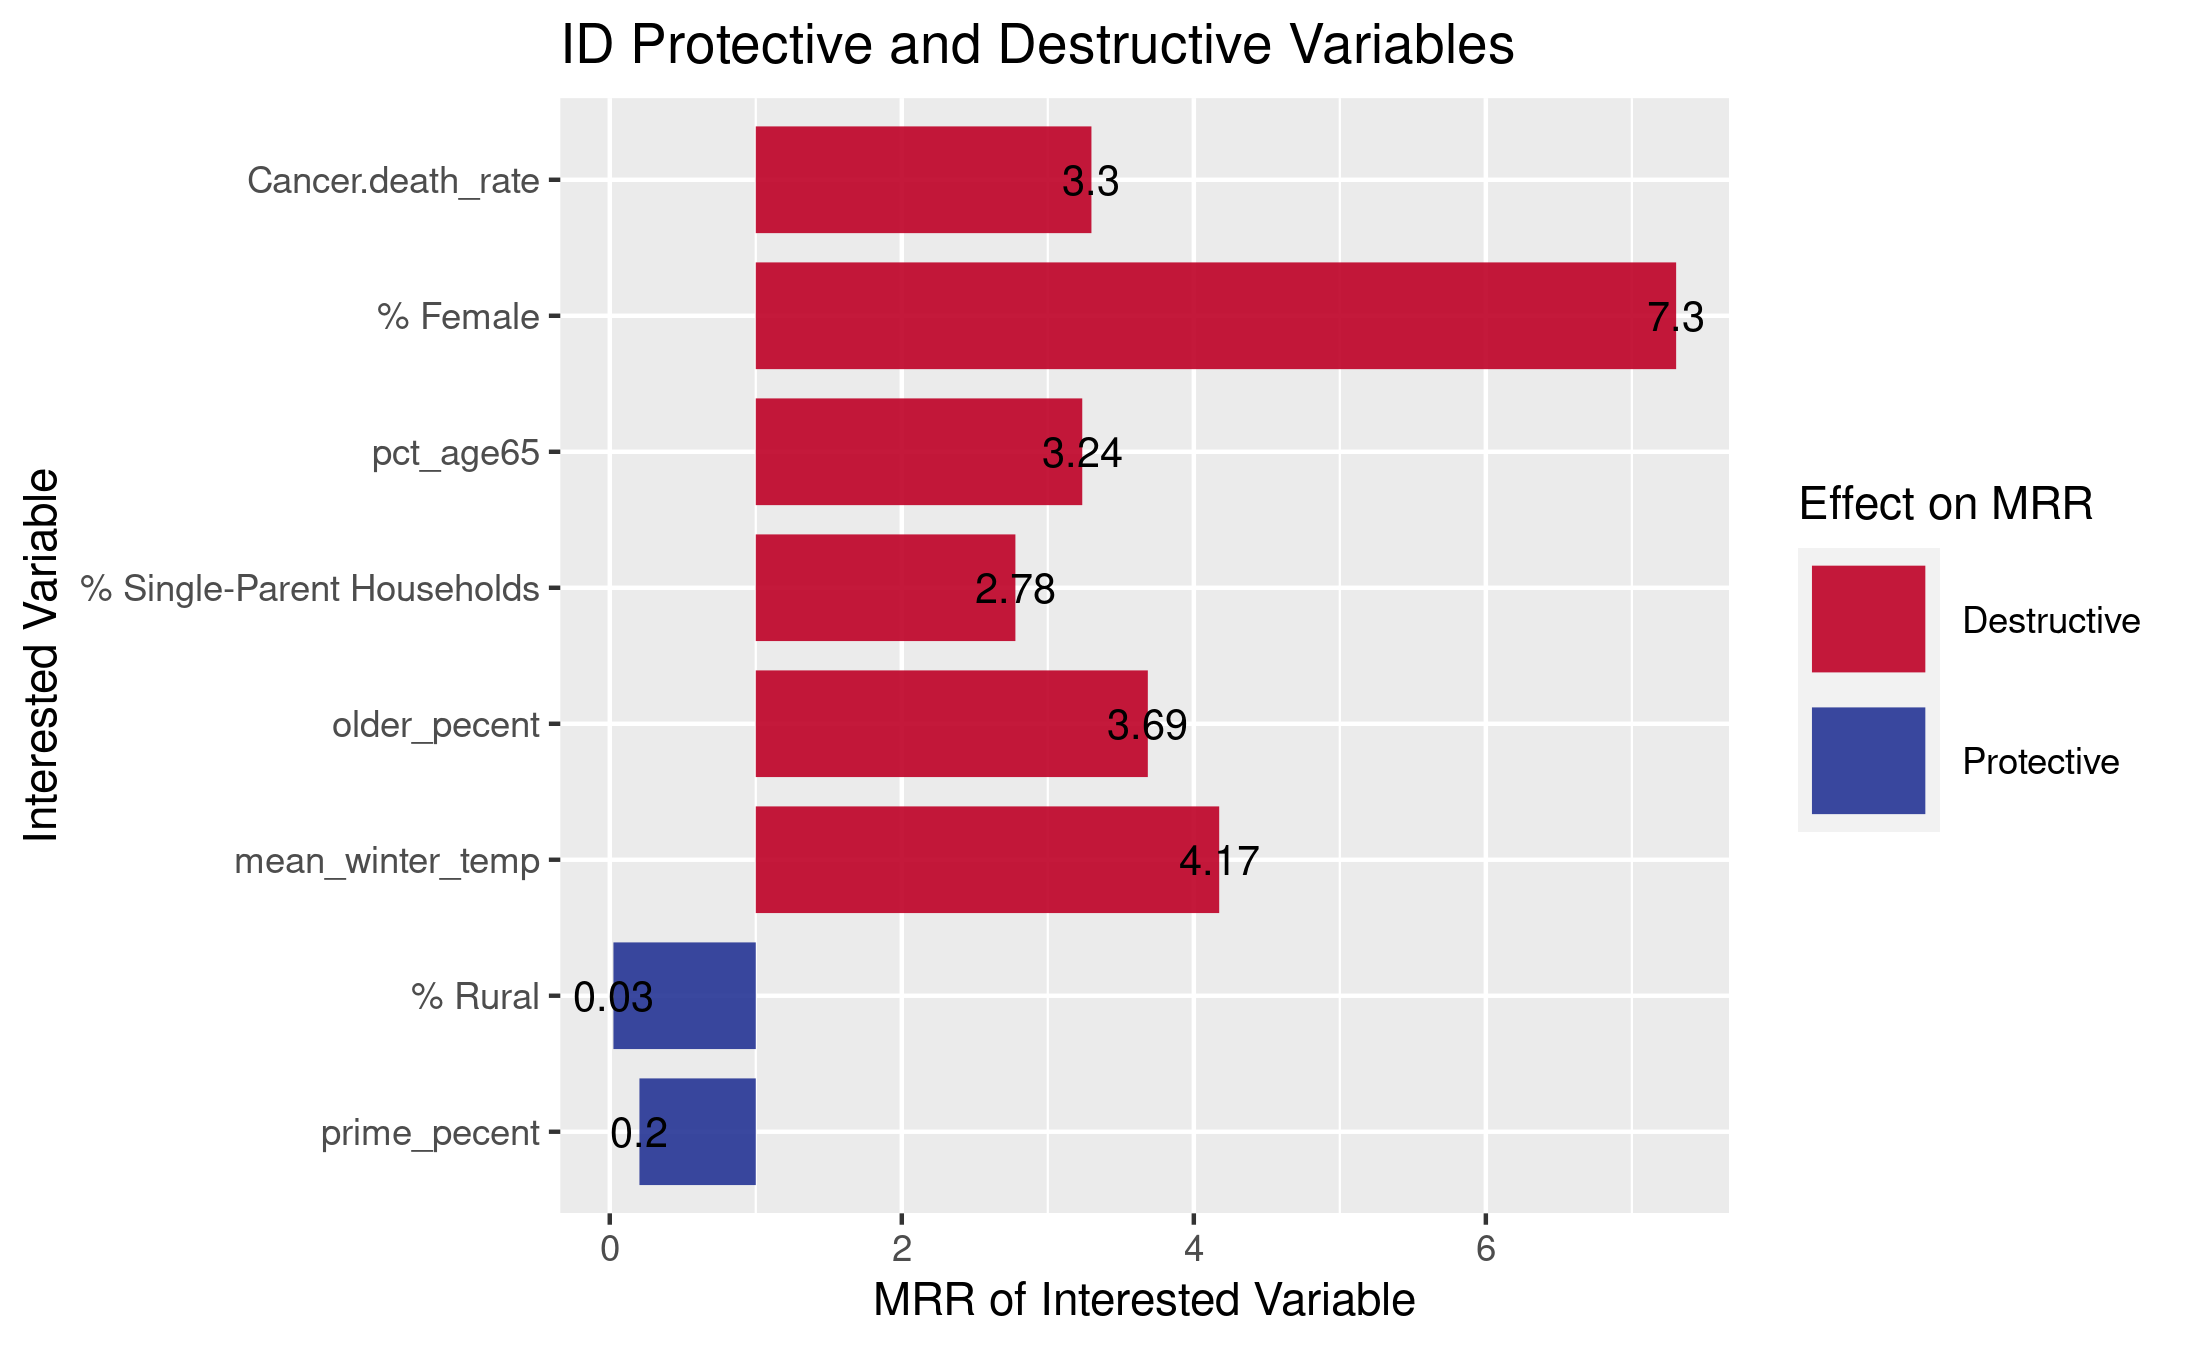 ID Protective and Destructive Variables
Interested Variable
Cancer.death_rate
3.3
% Female
7.3
pct_age65
3.24
% Single-Parent Households
2.78
older_pecent
3.69
mean_winter_temp
4.17
% Rural
0.03
prime_pecent
0.2
0 2 4 6
MRR of Interested Variable
Effect on MRR
Destructive
Protective